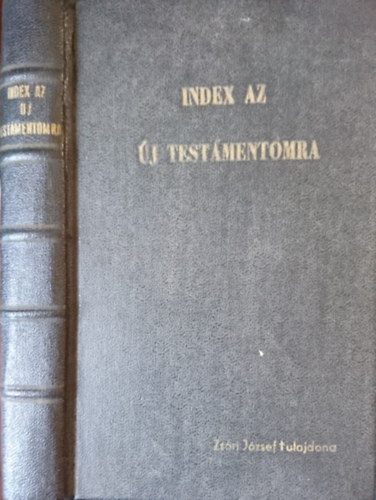 INDEX AZ
ÚJ
TESTÁMENTOMRA
INDEX AZ
ÚJ TESTÁMENTOMRA
Zsóri József tulajdona